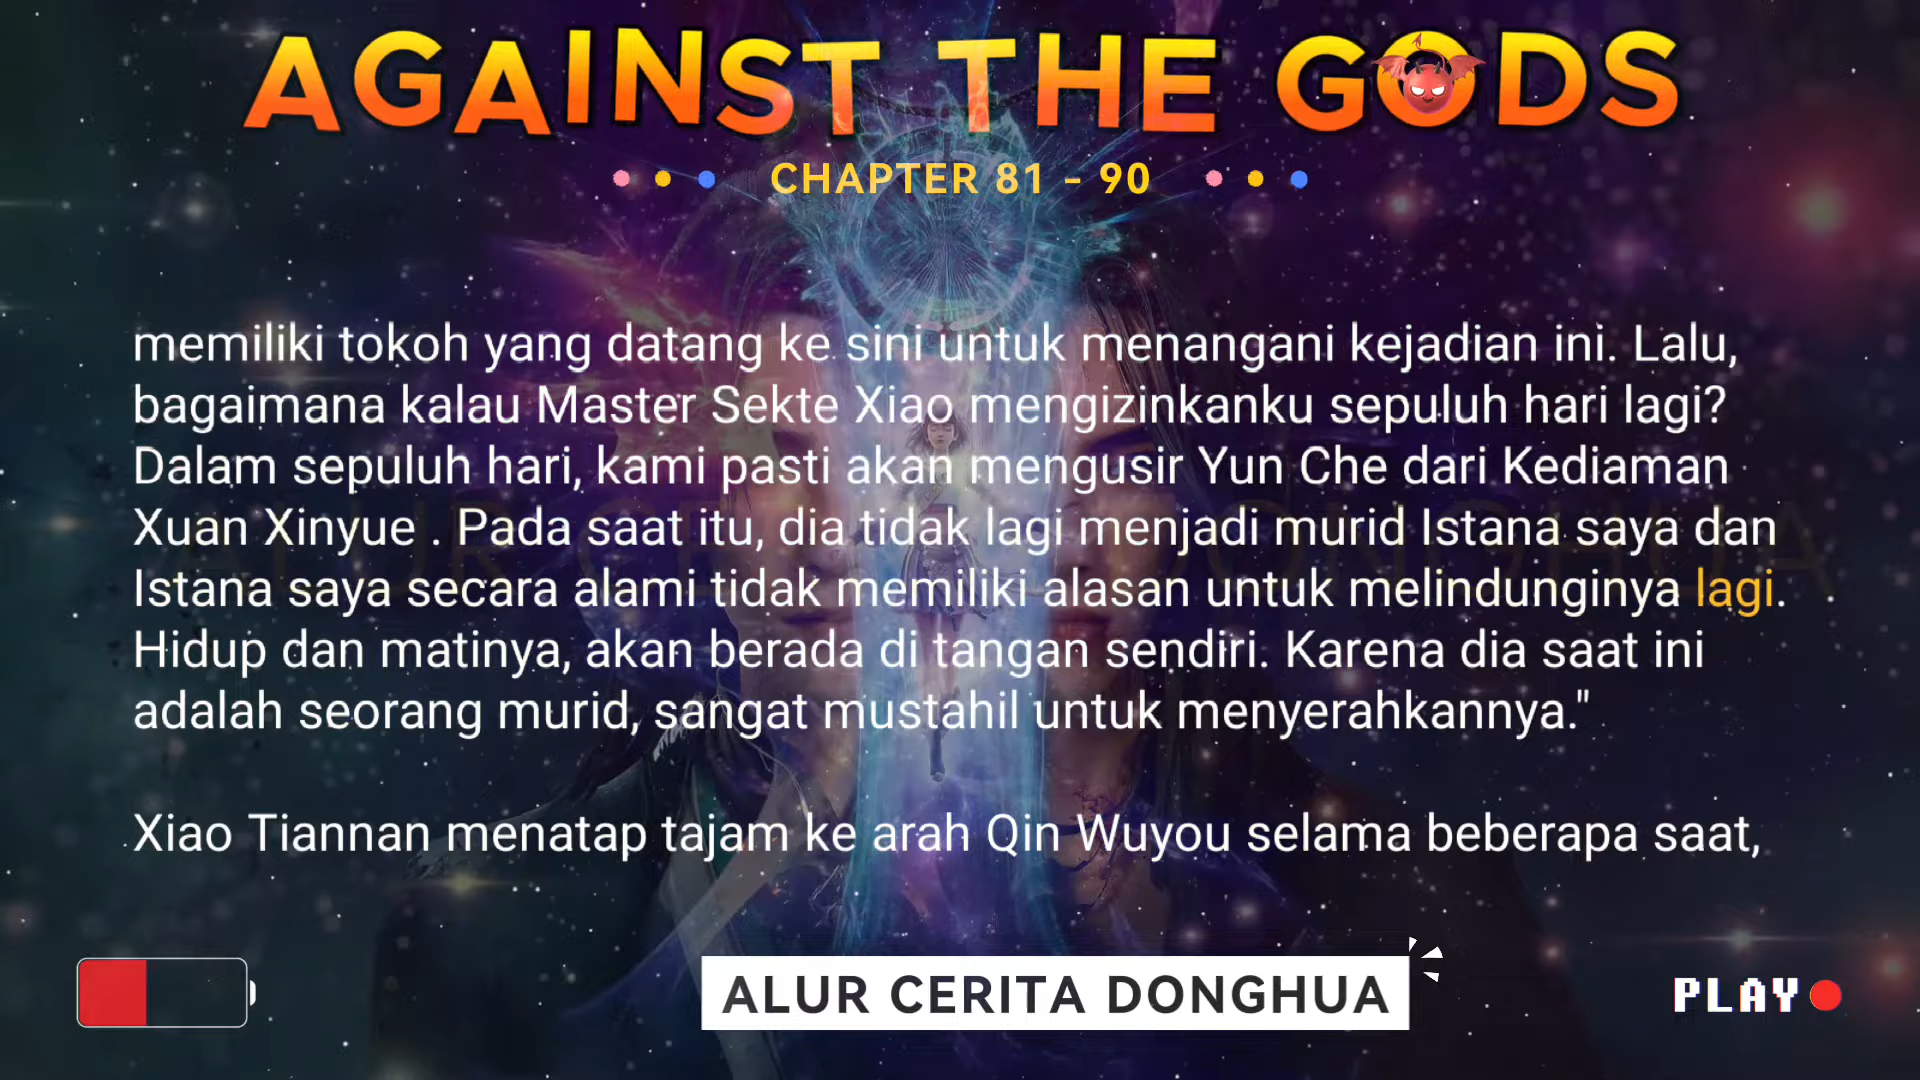 AGAINST THE GODS
CHAPTER 81 - 90
memiliki tokoh yang datang ke sini untuk menangani kejadian ini. Lalu,
bagaimana kalau Master Sekte Xiao mengizinkanku sepuluh hari lagi?
Dalam sepuluh hari, kami pasti akan mengusir Yun Che dari Kediaman
Xuan Xinyue . Pada saat itu, dia tidak lagi menjadi murid Istana saya dan
Istana saya secara alami tidak memiliki alasan untuk melindunginya lagi.
Hidup dan matinya, akan berada di tangan sendiri. Karena dia saat ini
adalah seorang murid, sangat mustahil untuk menyerahkannya."
Xiao Tiannan menatap tajam ke arah Qin Wuyou selama beberapa saat,
ALUR CERITA DONGHUA
PLAY